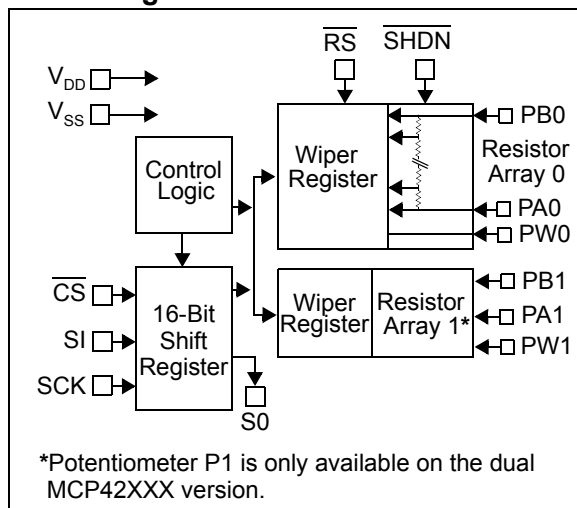 RS
SHDN
VDD
VSS
Control
Logic
Wiper
Register
PB0
Resistor
Array 0
PA0
PW0
CS
SI
SCK
16-Bit
Shift
Register
S0
Wiper
Register
Resistor
Array 1*
PB1
PA1
PW1
*Potentiometer P1 is only available on the dual
MCP42XXX version.